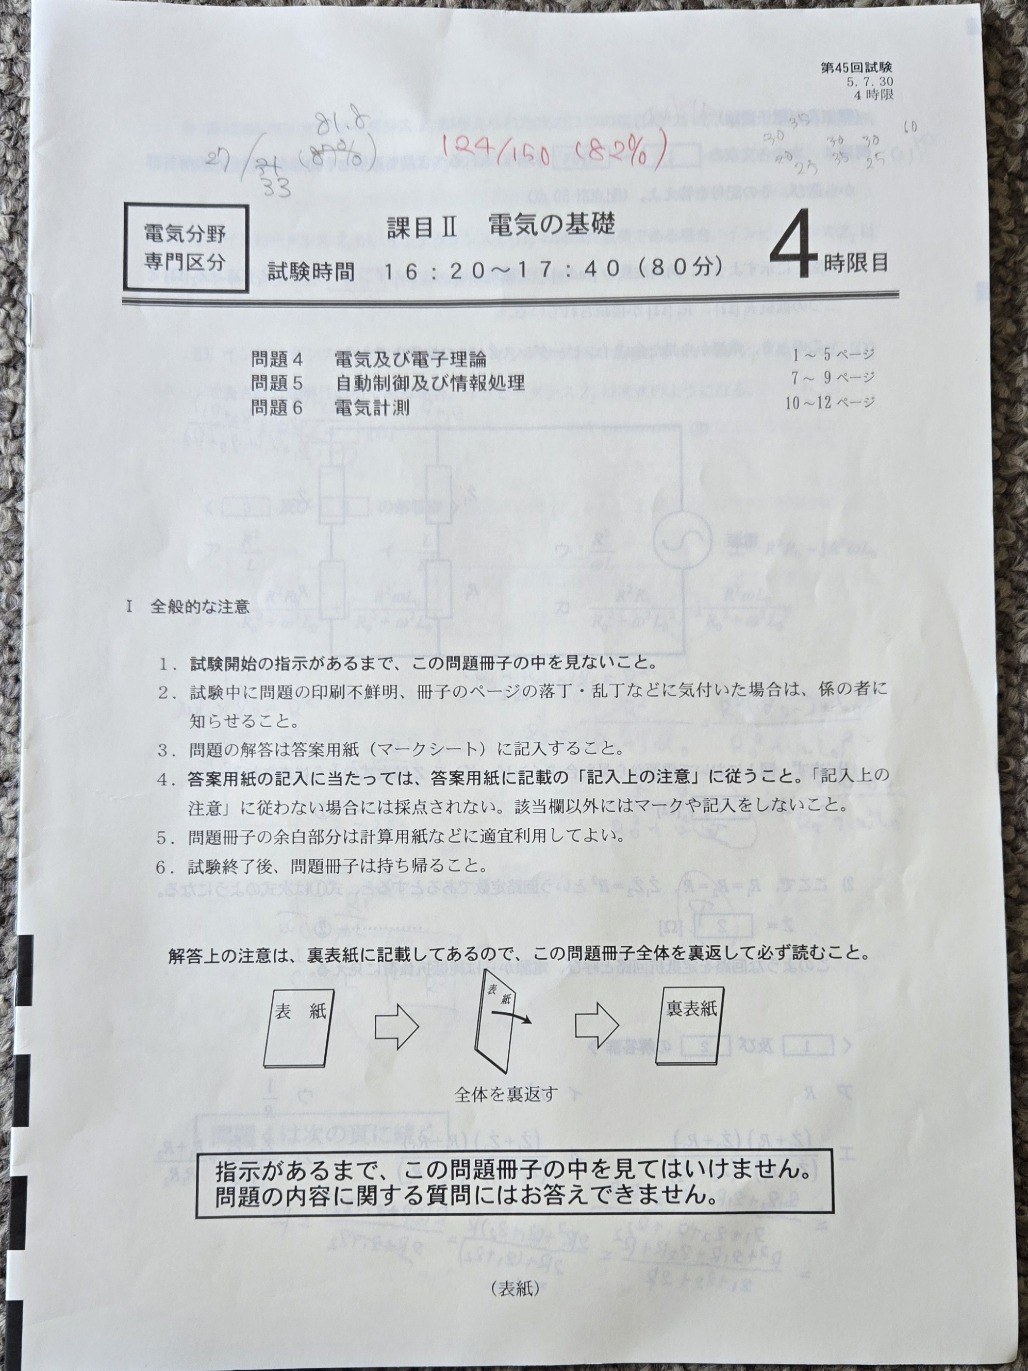 第45回試験
5.7.30
4時限
124/150 (82%)
81.8
27/
33
電気分野
専門区分
課目Ⅱ 電気の基礎
試験時間 16:20～17:40(80分)
4時限目
問題4 電気及び電子理論 1～5ページ
問題5 自動制御及び情報処理 7～9ページ
問題6 電気計測 10～12ページ
Ⅰ 全般的な注意
1.試験開始の指示があるまで、この問題冊子の中を見ないこと。
2.試験中に問題の印刷不鮮明、冊子のページの落丁・乱丁などに気付いた場合は、係の者に
知らせること。
3.問題の解答は答案用紙(マークシート)に記入すること。
4.答案用紙の記入に当たっては、答案用紙に記載の「記入上の注意」に従うこと。「記入上の
注意」に従わない場合には採点されない。該当欄以外にはマークや記入をしないこと。
5.問題冊子の余白部分は計算用紙などに適宜利用してよい。
6.試験終了後、問題冊子は持ち帰ること。
解答上の注意は、裏表紙に記載してあるので、この問題冊子全体を裏返して必ず読むこと。
表 紙
表 紙
裏表紙
全体を裏返す
指示があるまで、この問題冊子の中を見てはいけません。
問題の内容に関する質問にはお答えできません。
(表紙)